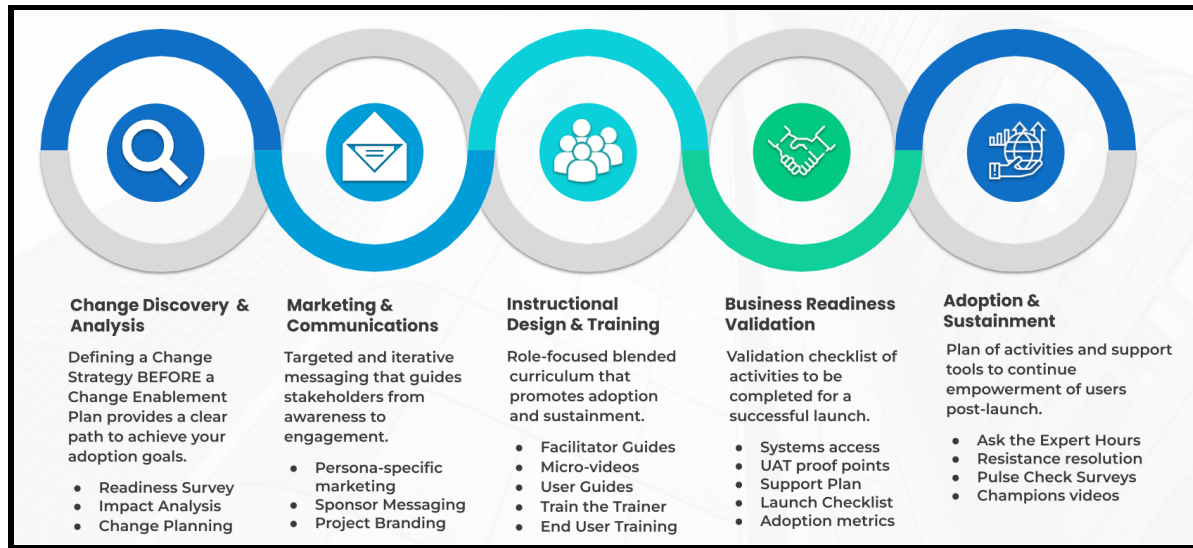 Change Discovery & 
Analysis
Defining a Change
Strategy BEFORE a
Change Enablement
Plan provides a clear
path to achieve your
adoption goals.
● Readiness Survey
● Impact Analysis
● Change Planning
Marketing &
Communications
Targeted and iterative
messaging that guides
stakeholders from
awareness to
engagement.
● Persona-specific
marketing
● Sponsor Messaging
● Project Branding
Instructional
Design & Training
Role-focused blended
curriculum that
promotes adoption
and sustainment.
● Facilitator Guides
● Micro-videos
● User Guides
● Train the Trainer
● End User Training
Business Readiness
Validation
Validation checklist of
activities to be
completed for a
successful launch.
● Systems access
● UAT proof points
● Support Plan
● Launch Checklist
● Adoption metrics
Adoption &
Sustainment
Plan of activities and support
tools to continue
empowerment of users
post-launch.
● Ask the Expert Hours
● Resistance resolution
● Pulse Check Surveys
● Champions videos